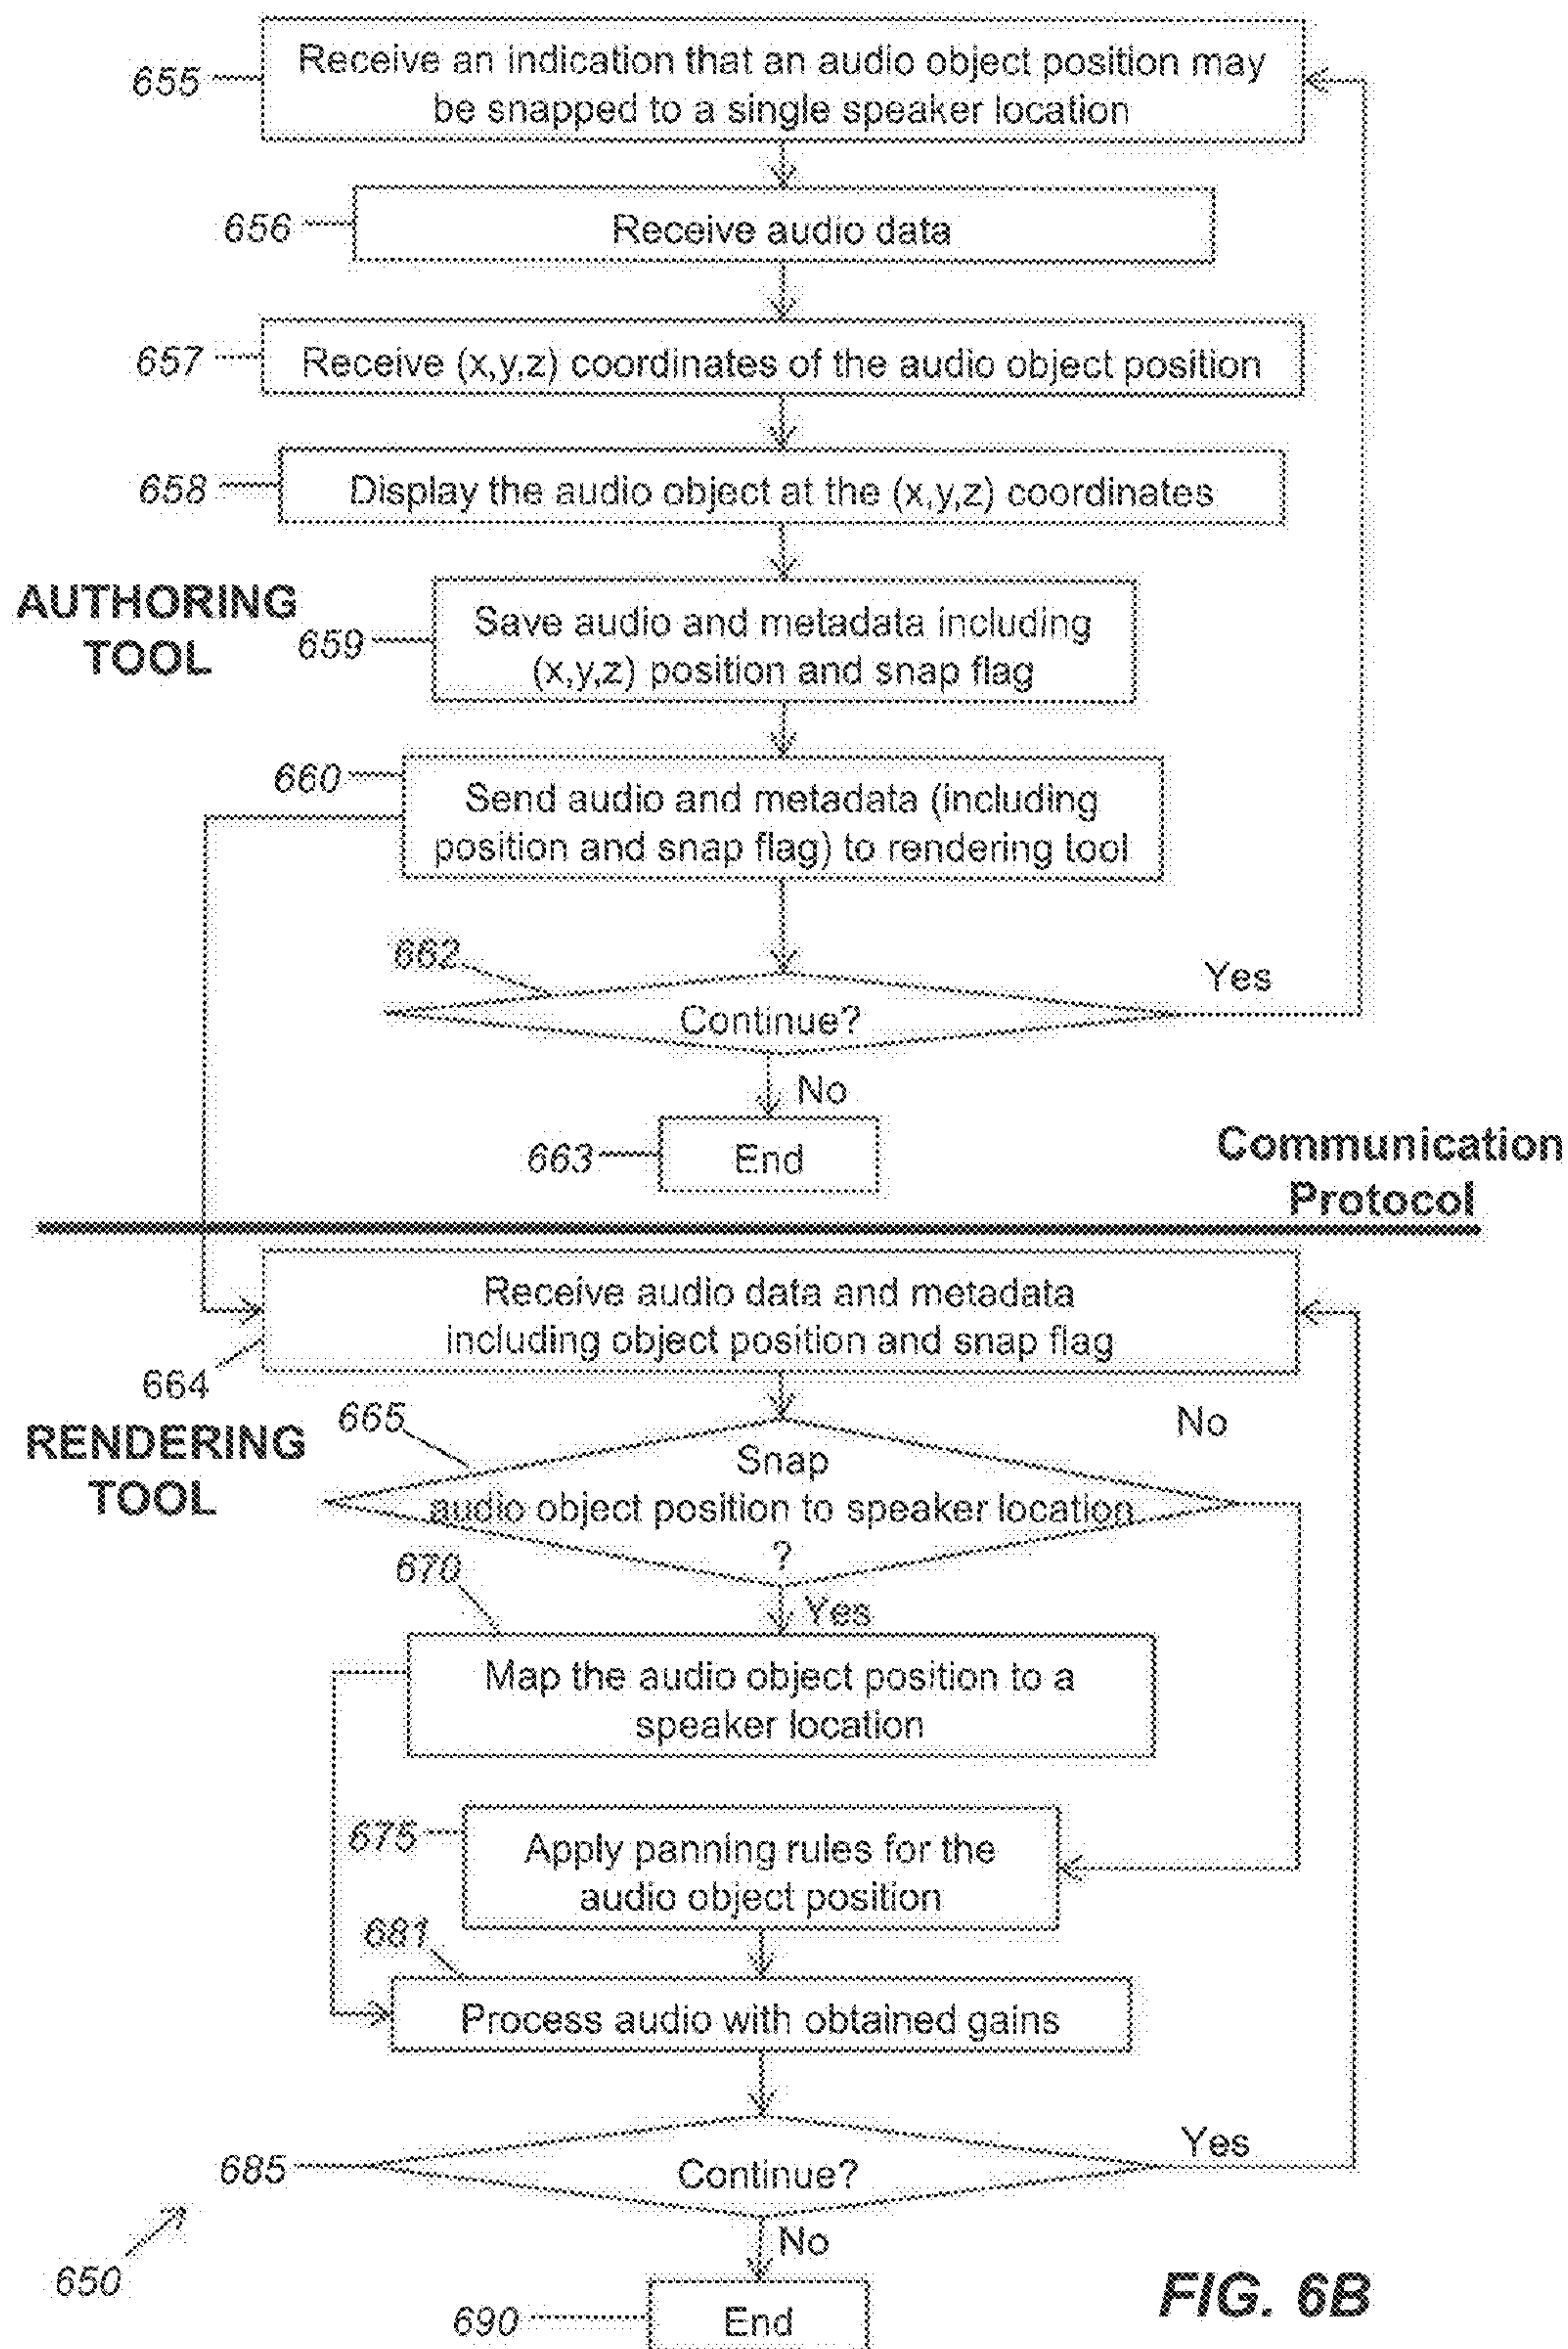 655
Receive an indication that an audio object position may
be snapped to a single speaker location
656
Receive audio data
657
Receive (x,y,z) coordinates of the audio object position
658
Display the audio object at the (x,y,z) coordinates
AUTHORING
TOOL
659
Save audio and metadata including
(x,y,z) position and snap flag
660
Send audio and metadata (including
position and snap flag) to rendering tool
662
Continue?
Yes
No
663
End
Communication
Protocol
Receive audio data and metadata
including object position and snap flag
664
RENDERING
TOOL
665
No
Snap
audio object position to speaker location
?
670
Yes
Map the audio object position to a
speaker location
675
Apply panning rules for the
audio object position
681
Process audio with obtained gains
685
Continue?
Yes
No
650
690
End
FIG. 6B